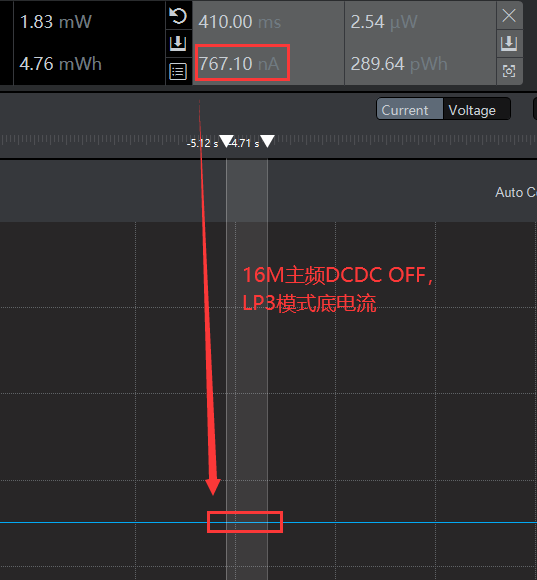 1.83 mW
410.00 ms
2.54 μW
4.76 mWh
767.10 nA
289.64 pWh
Current
Voltage
-5.12 s
-4.71 s
Auto C
16M主频DCDC OFF,
LP3模式底电流